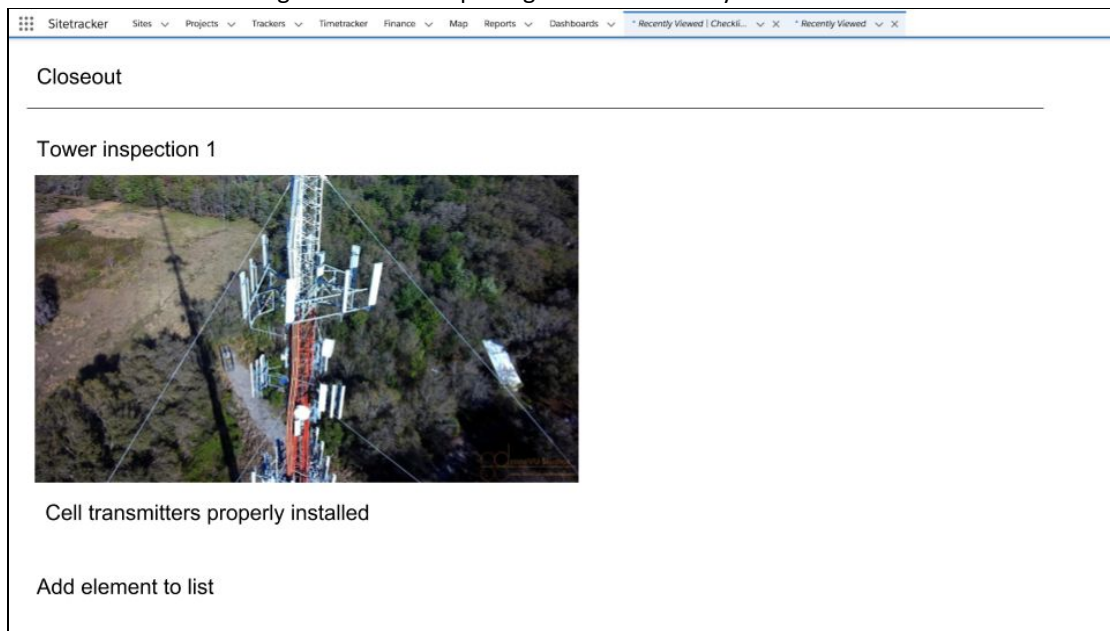 Sitetracker Sites Projects Trackers Timetracker Finance Map Reports Dashboards * Recently Viewed | Checkli... * Recently Viewed
Closeout
Tower inspection 1
Cell transmitters properly installed
Add element to list